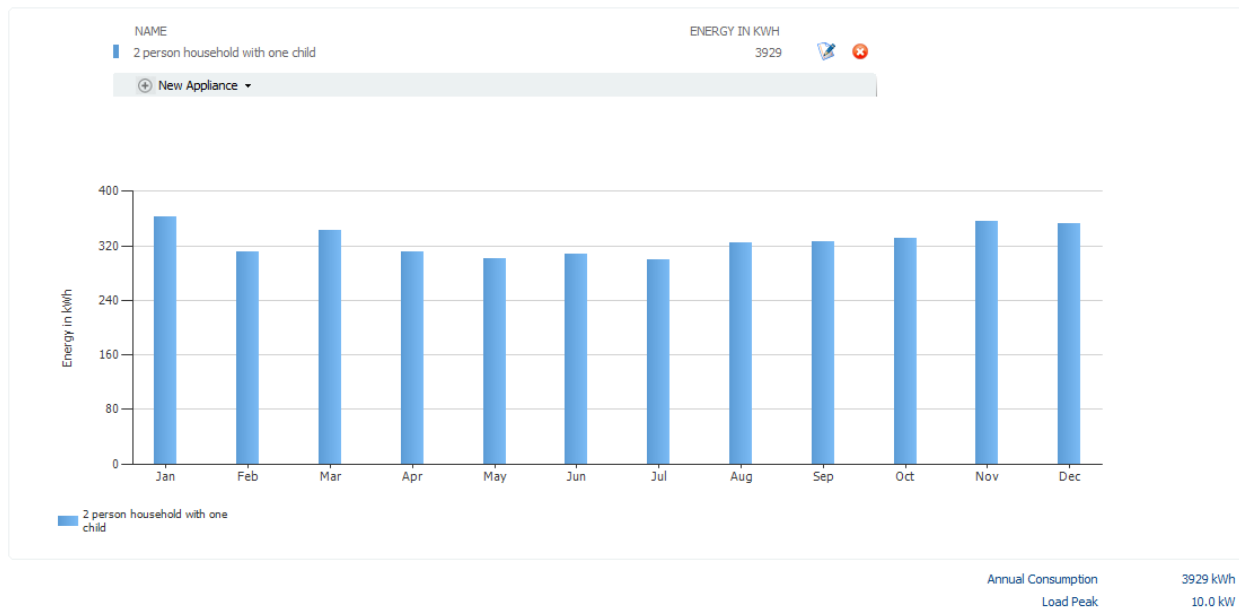 NAME ENERGY IN KWH
2 person household with one child 3929
New Appliance
400
320
240
160
80
0
Energy in kWh
Jan Feb Mar Apr May Jun Jul Aug Sep Oct Nov Dec
2 person household with one
child
Annual Consumption 3929 kWh
Load Peak 10.0 kW